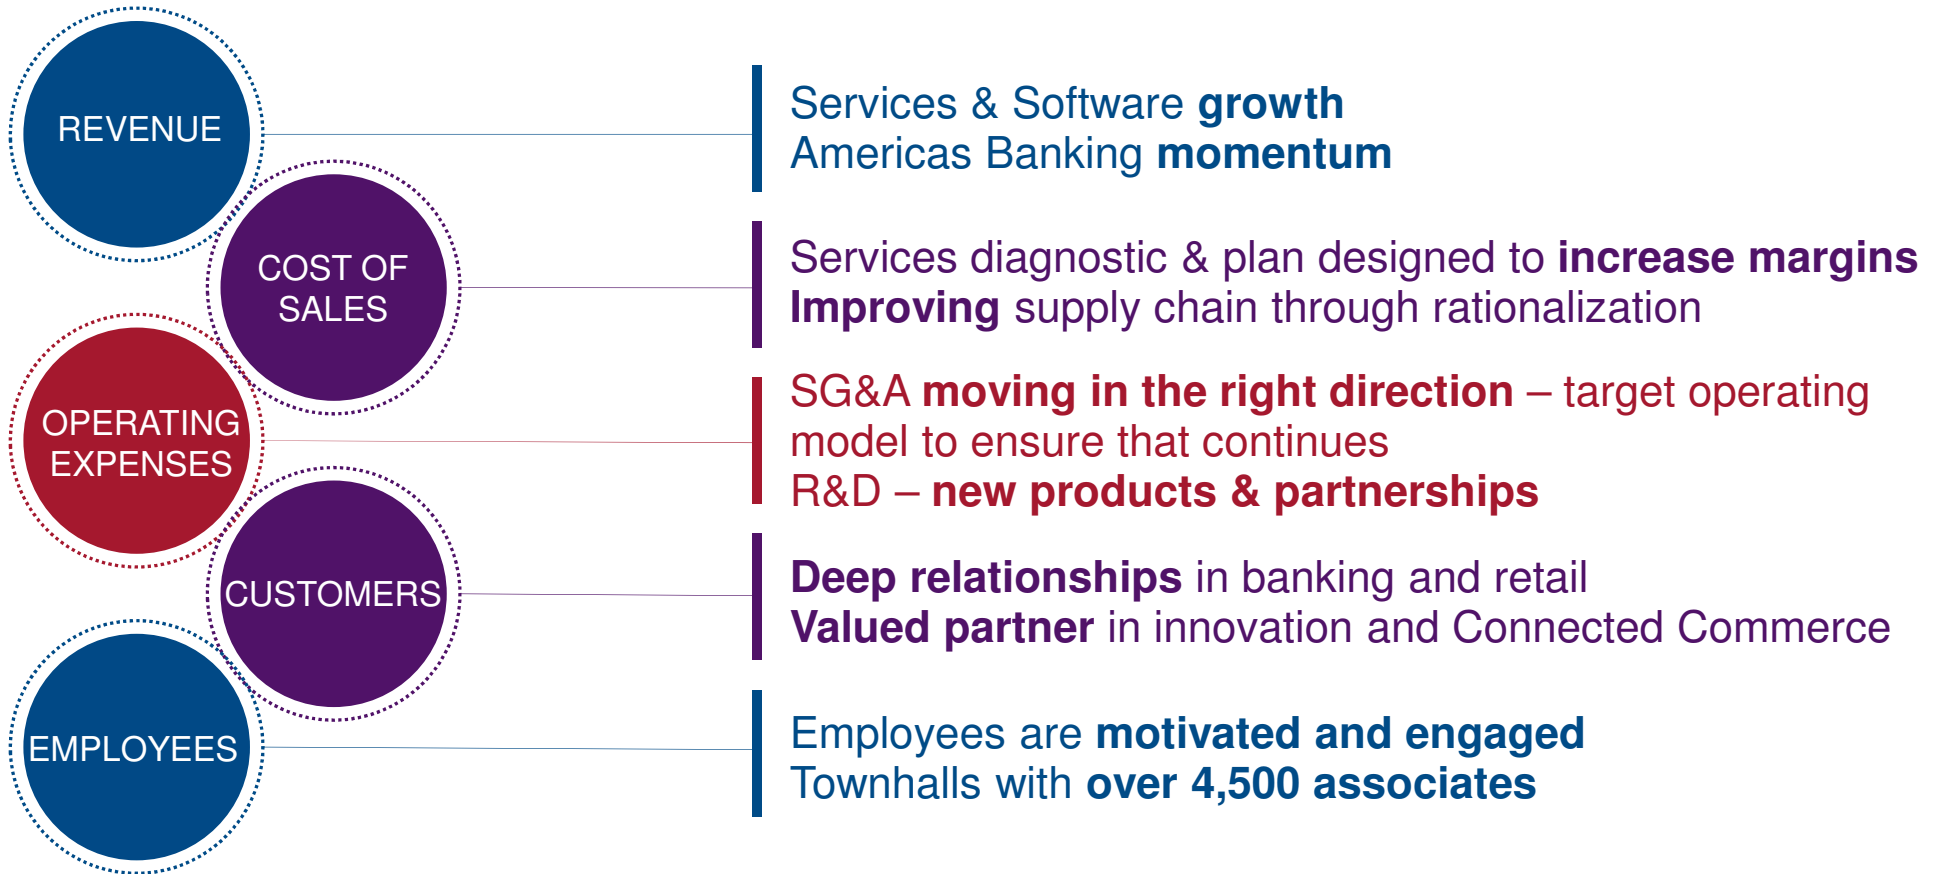 REVENUE
Services & Software growth
Americas Banking momentum
COST OF
SALES
Services diagnostic & plan designed to increase margins
Improving supply chain through rationalization
OPERATING
EXPENSES
SG&A moving in the right direction – target operating
model to ensure that continues
R&D – new products & partnerships
CUSTOMERS
Deep relationships in banking and retail
Valued partner in innovation and Connected Commerce
EMPLOYEES
Employees are motivated and engaged
Townhalls with over 4,500 associates